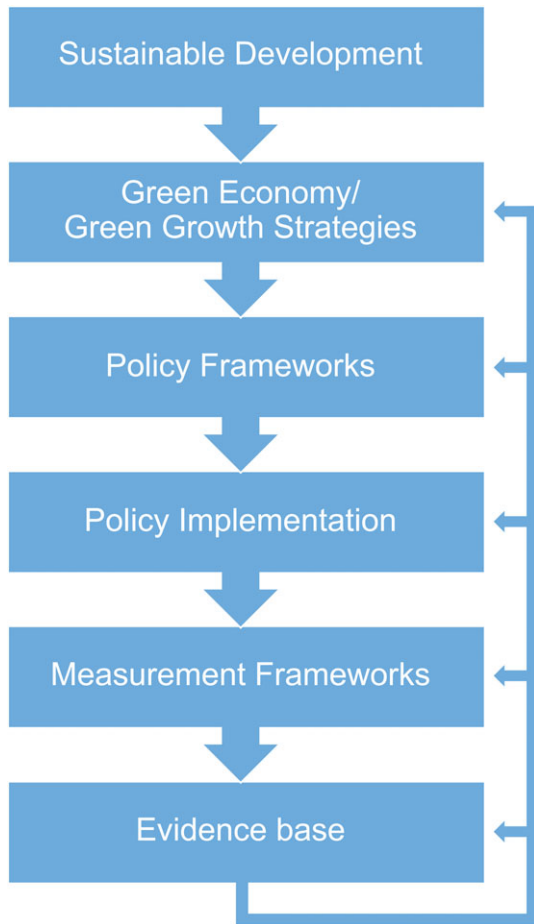 Sustainable Development
Green Economy/
Green Growth Strategies
Policy Frameworks
Policy Implementation
Measurement Frameworks
Evidence base